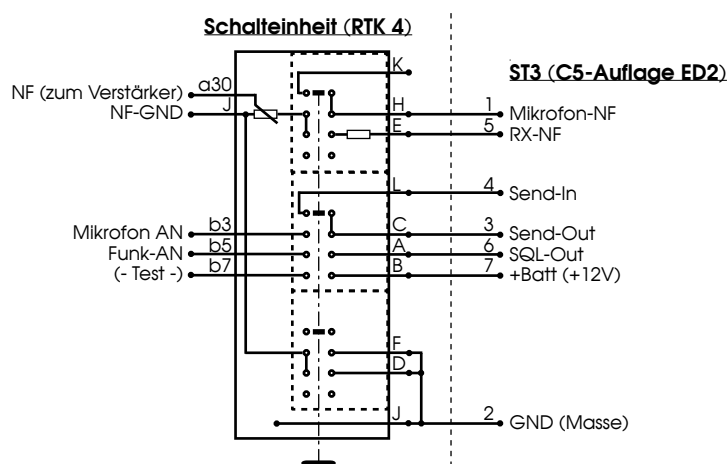 Schalteinheit (RTK 4)
ST3 (C5-Auflage ED2)
K
NF (zum Verstärker) a30
NF-GND J
H 1 Mikrofon-NF
E 5 RX-NF
L 4 Send-In
Mikrofon AN b3
C 3 Send-Out
Funk-AN b5
A 6 SQL-Out
(- Test -) b7
B 7 +Batt (+12V)
F
D
J 2 GND (Masse)